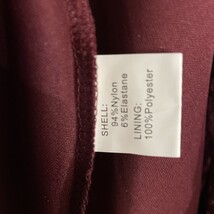 SHELL:
94%Nylon
6%Elastane
LINING:
100%Polyester